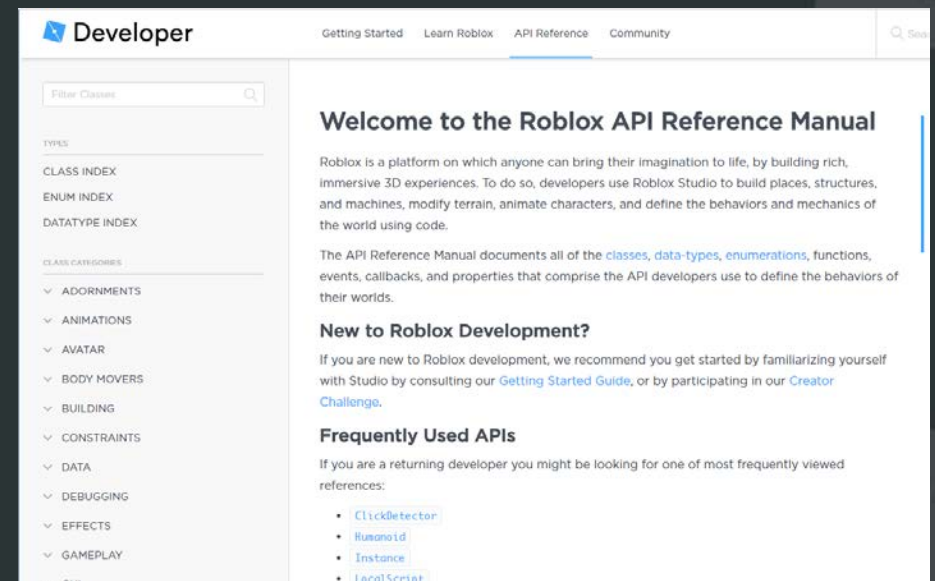 Developer
Getting Started Learn Roblox API Reference Community
Filter Classes
TYPES
CLASS INDEX
ENUM INDEX
DATATYPE INDEX
CLASS CATEGORIES
ADORNMENTS
ANIMATIONS
AVATAR
BODY MOVERS
BUILDING
CONSTRAINTS
DATA
DEBUGGING
EFFECTS
GAMEPLAY
Welcome to the Roblox API Reference Manual
Roblox is a platform on which anyone can bring their imagination to life, by building rich,
immersive 3D experiences. To do so, developers use Roblox Studio to build places, structures,
and machines, modify terrain, animate characters, and define the behaviors and mechanics of
the world using code.
The API Reference Manual documents all of the classes, data-types, enumerations, functions,
events, callbacks, and properties that comprise the API developers use to define the behaviors of
their worlds.
New to Roblox Development?
If you are new to Roblox development, we recommend you get started by familiarizing yourself
with Studio by consulting our Getting Started Guide, or by participating in our Creator
Challenge.
Frequently Used APIs
If you are a returning developer you might be looking for one of most frequently viewed
references:
• ClickDetector
• Humanoid
• Instance
• LocalScript